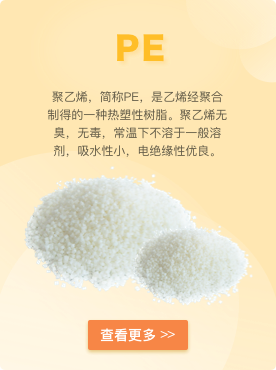 PE
聚乙烯，简称PE，是乙烯经聚合
制得的一种热塑性树脂。聚乙烯无
臭，无毒，常温下不溶于一般溶
剂，吸水性小，电绝缘性优良。
查看更多 >>